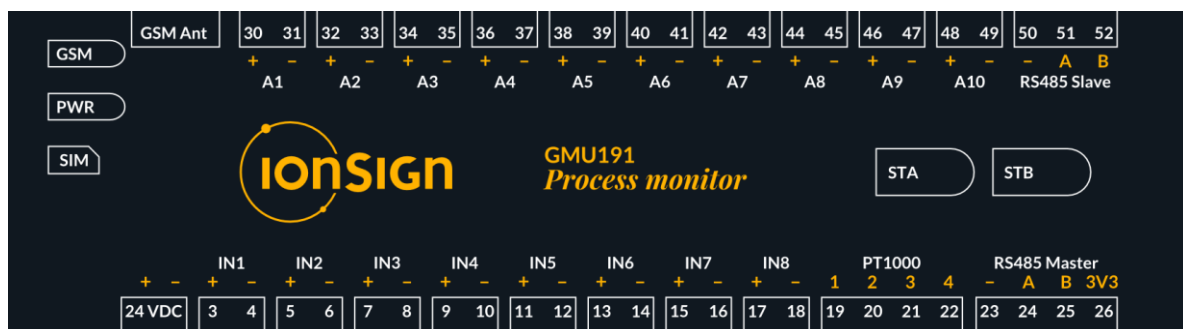 GSM Ant 30 31 32 33 34 35 36 37 38 39 40 41 42 43 44 45 46 47 48 49 50 51 52
GSM + - + - + - + - + - + - + - + - + - + - - A B
A1 A2 A3 A4 A5 A6 A7 A8 A9 A10 RS485 Slave
PWR
SIM
ionSign
GMU191
Process monitor
STA STB
IN1 IN2 IN3 IN4 IN5 IN6 IN7 IN8 PT1000 RS485 Master
+ - + - + - + - + - + - + - + - + - 1 2 3 4 - A B 3V3
24 VDC 3 4 5 6 7 8 9 10 11 12 13 14 15 16 17 18 19 20 21 22 23 24 25 26